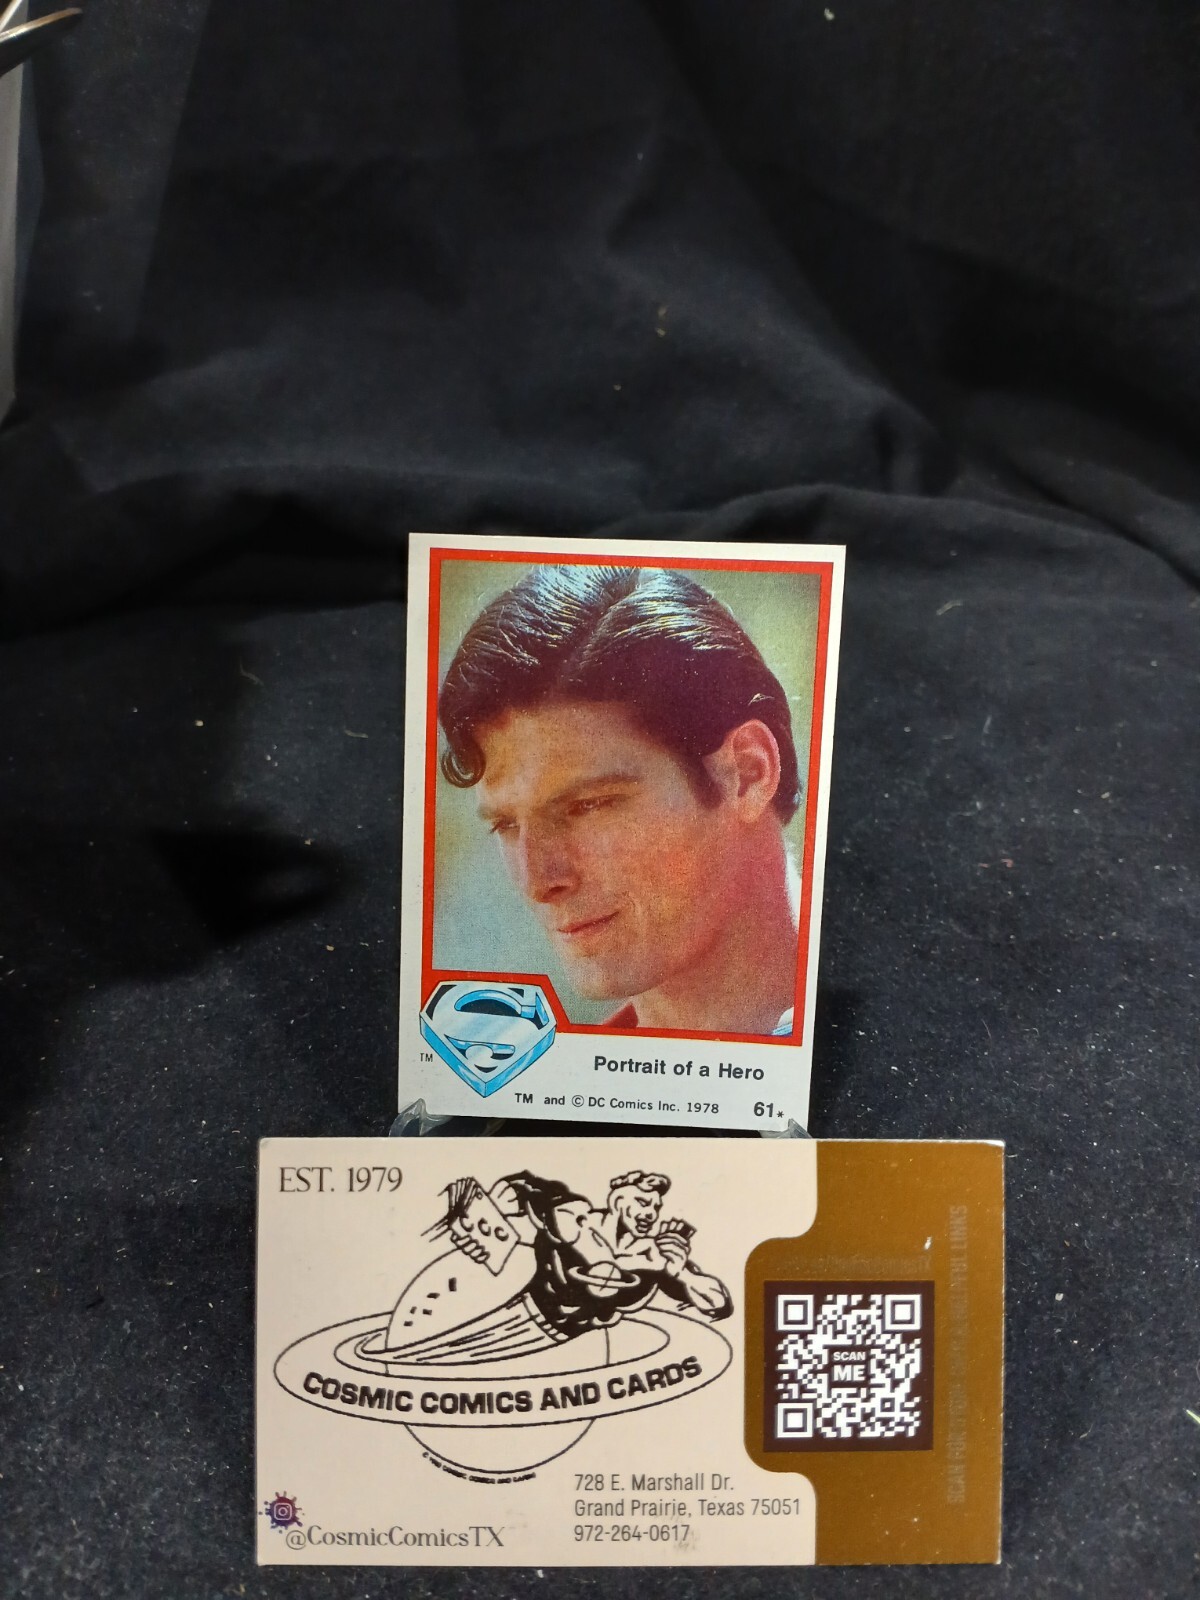 TM
Portrait of a Hero
TM and © DC Comics Inc. 1978 61*
EST. 1979
COSMIC COMICS AND CARDS
728 E. Marshall Dr.
Grand Prairie, Texas 75051
972-264-0617
@CosmicComicsTX
SCAN
ME